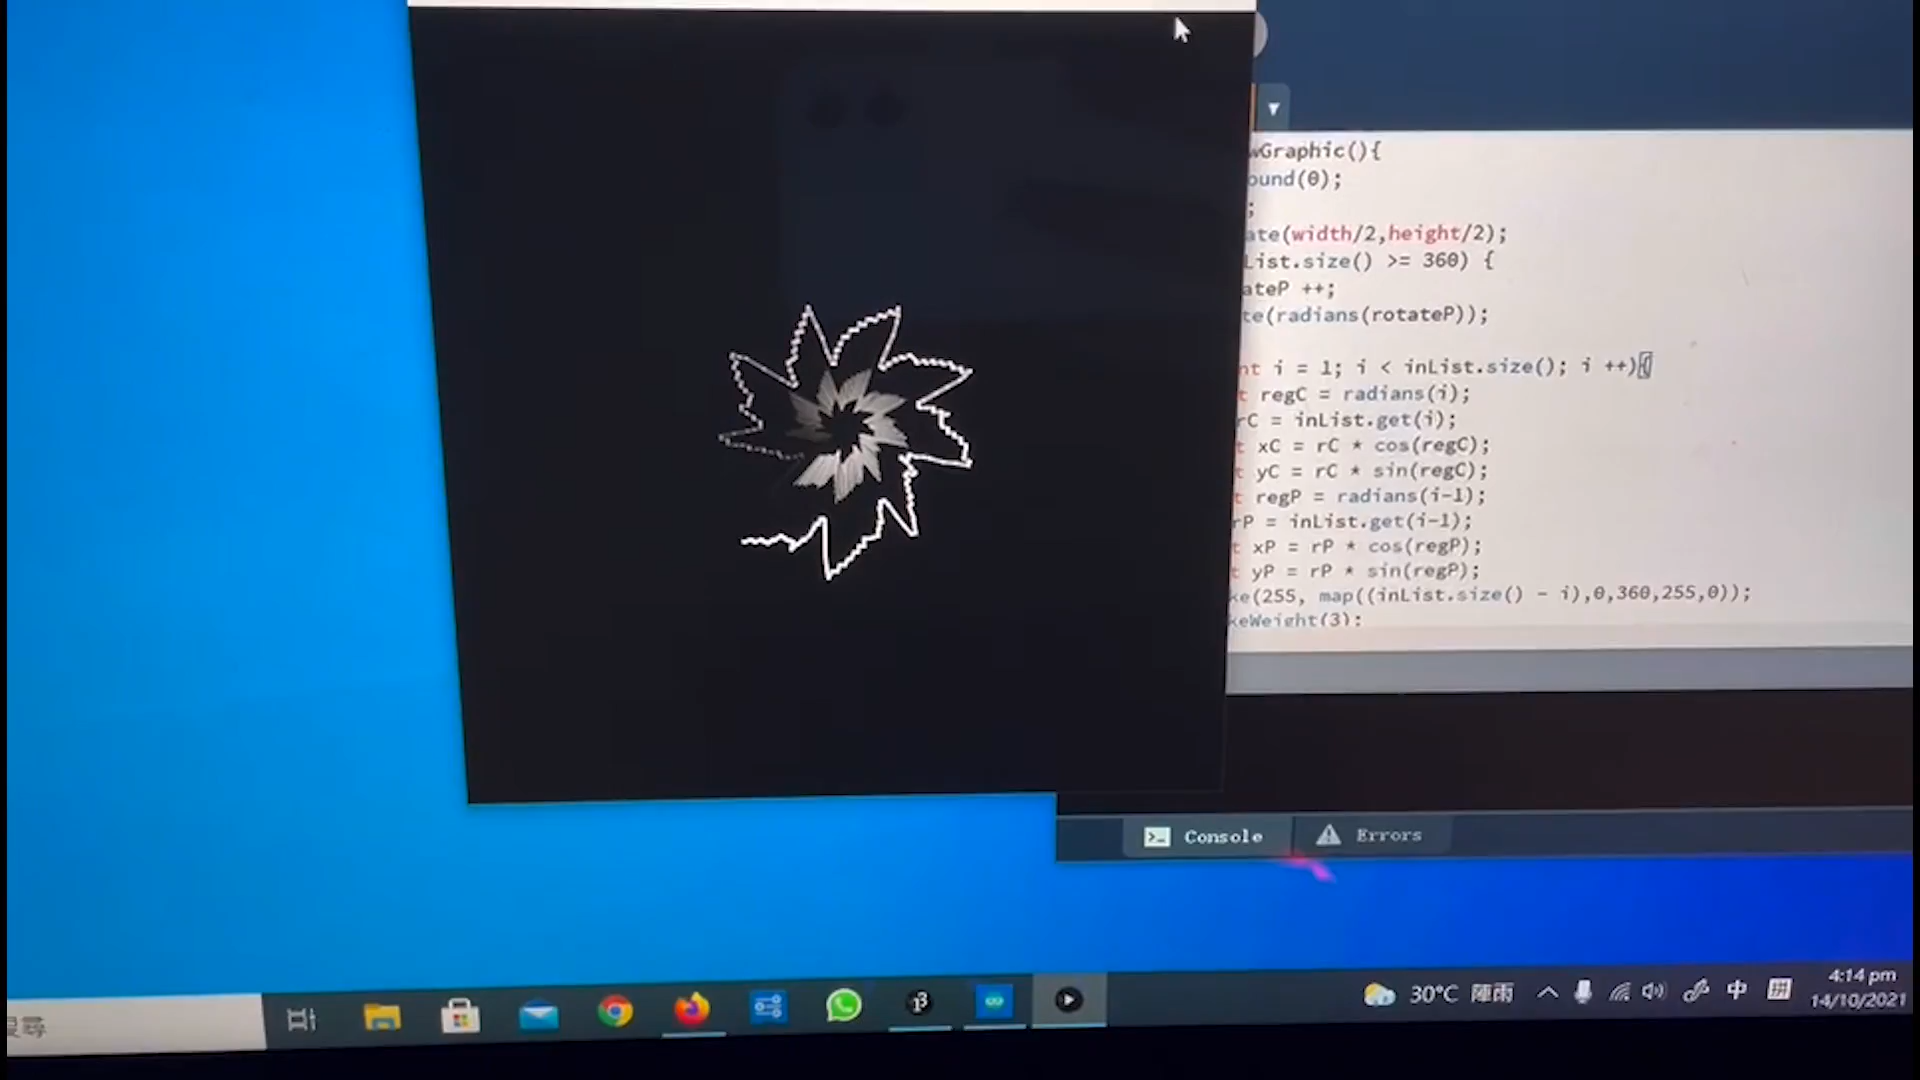 wGraphic(){
ound(0);
;
ate(width/2,height/2);
List.size() >= 360) {
ateP ++;
te(radians(rotateP));
nt i = 1; i < inList.size(); i ++){
t regC = radians(i);
rC = inList.get(i);
t xC = rC * cos(regC);
t yC = rC * sin(regC);
t regP = radians(i-1);
rP = inList.get(i-1);
t xP = rP * cos(regP);
t yP = rP * sin(regP);
ke(255, map((inList.size() - i),0,360,255,0));
keWeight(3);
Console
Errors
尋
30°C 陣雨
中
拼
4:14 pm
14/10/2021